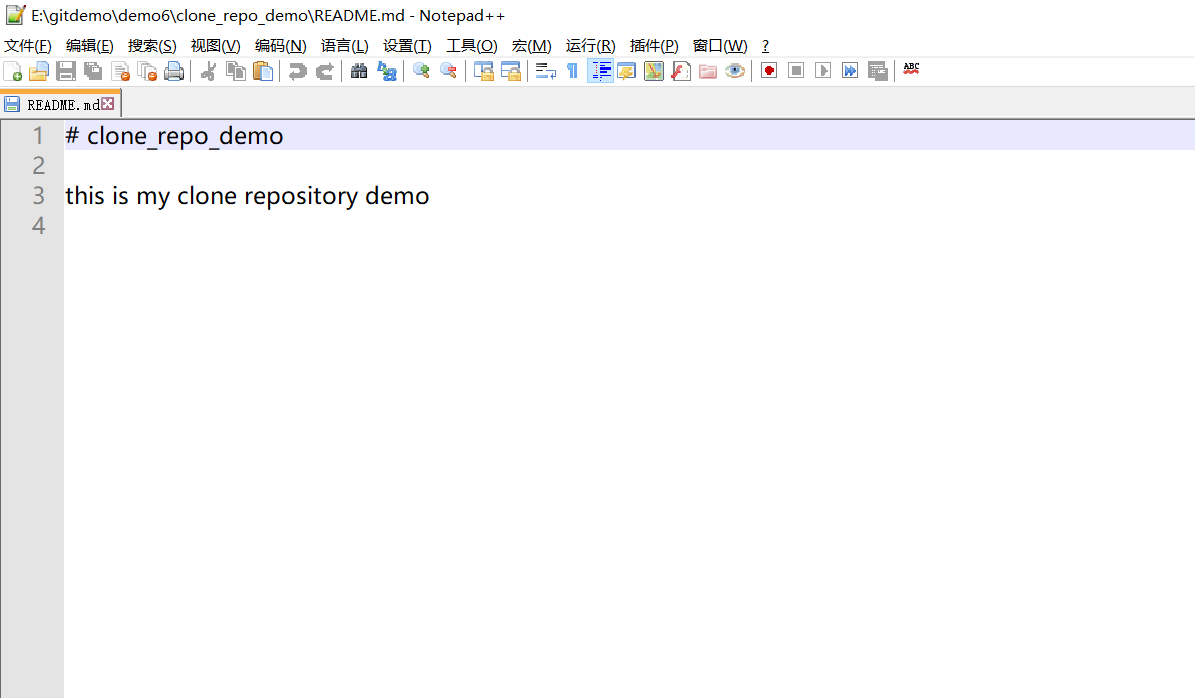 E:\gitdemo\demo6\clone_repo_demo\README.md - Notepad++
文件(F) 编辑(E) 搜索(S) 视图(V) 编码(N) 语言(L) 设置(T) 工具(O) 宏(M) 运行(R) 插件(P) 窗口(W) ?
ABC
README.md
1 # clone_repo_demo
2
3 this is my clone repository demo
4